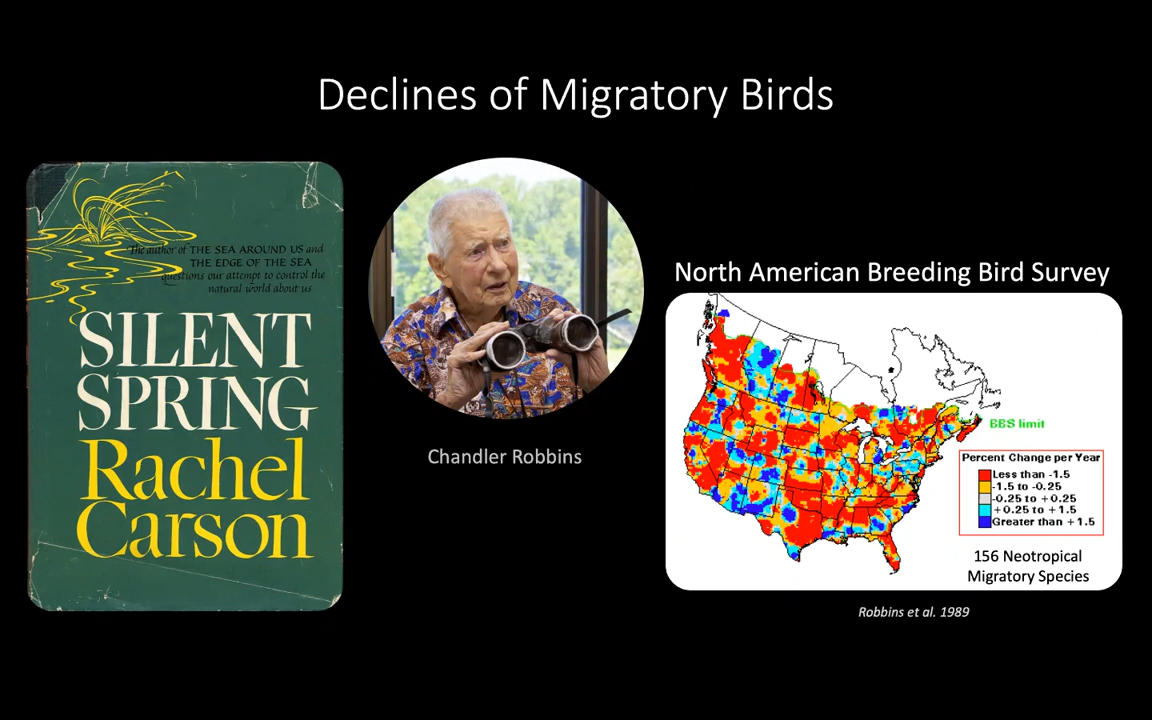 Declines of Migratory Birds
The author of THE SEA AROUND US and
THE EDGE OF THE SEA
questions our attempt to control the
natural world about us
SILENT
SPRING
Rachel
Carson
Chandler Robbins
North American Breeding Bird Survey
BBS limit
Percent Change per Year
Less than -1.5
-1.5 to -0.25
-0.25 to +0.25
+0.25 to +1.5
Greater than +1.5
156 Neotropical
Migratory Species
Robbins et al. 1989